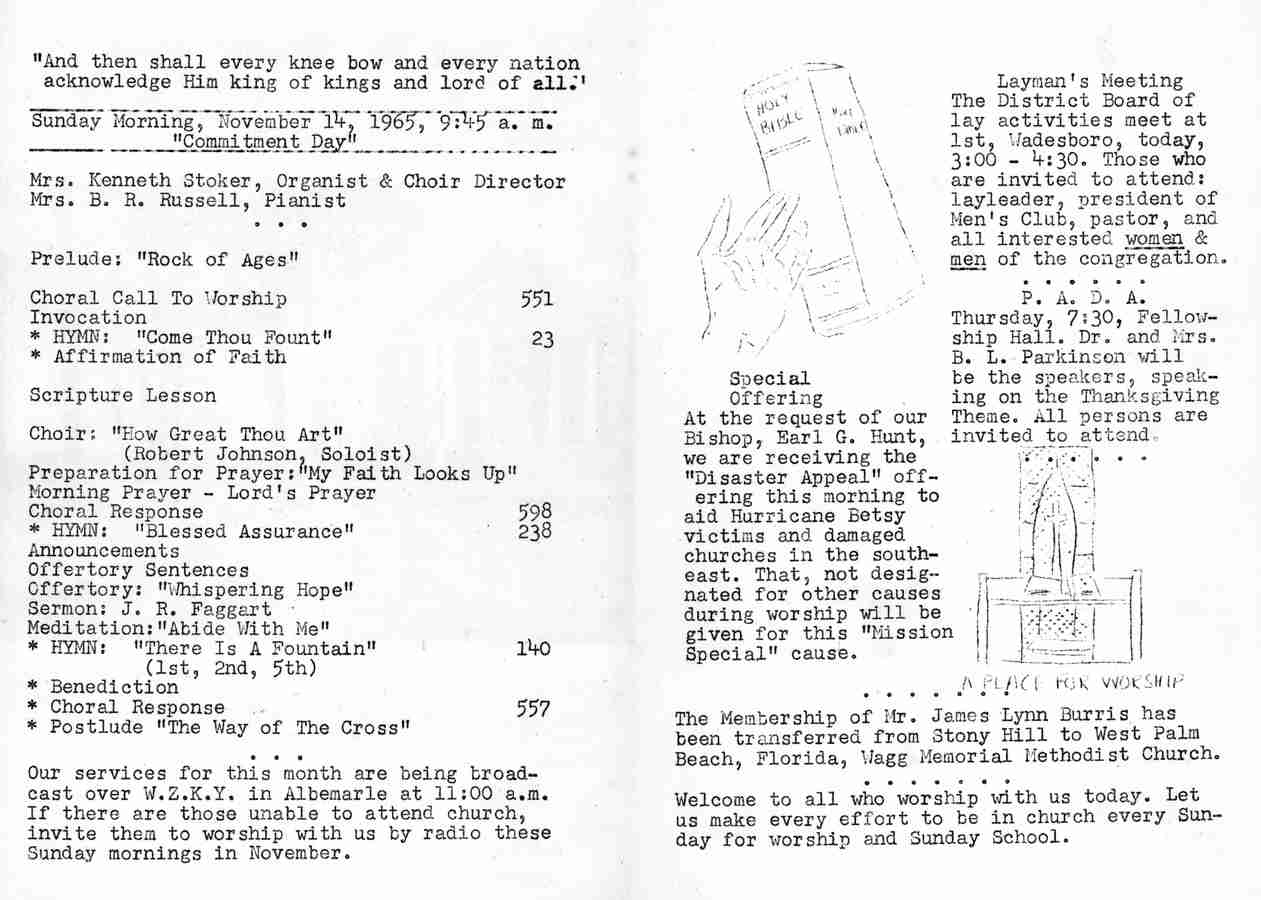 "And then shall every knee bow and every nation
acknowledge Him king of kings and lord of all."
Sunday Morning, November 14, 1965, 9:45 a. m.
"Commitment Day"
Mrs. Kenneth Stoker, Organist & Choir Director
Mrs. B. R. Russell, Pianist
. . .
Prelude: "Rock of Ages"
Choral Call To Worship 551
Invocation
* HYMN: "Come Thou Fount" 23
* Affirmation of Faith
Scripture Lesson
Choir: "How Great Thou Art"
(Robert Johnson, Soloist)
Preparation for Prayer:"My Faith Looks Up"
Morning Prayer - Lord's Prayer
Choral Response 598
* HYMN: "Blessed Assurance" 238
Announcements
Offertory Sentences
Offertory: "Whispering Hope"
Sermon: J. R. Faggart
Meditation:"Abide With Me"
* HYMN: "There Is A Fountain" 140
(1st, 2nd, 5th)
* Benediction
* Choral Response 557
* Postlude "The Way of The Cross"
. . .
Our services for this month are being broad-
cast over W.Z.K.Y. in Albemarle at 11:00 a.m.
If there are those unable to attend church,
invite them to worship with us by radio these
Sunday mornings in November.
HOLY
BIBLE
Special
Offering
At the request of our
Bishop, Earl G. Hunt,
we are receiving the
"Disaster Appeal" off-
ering this morning to
aid Hurricane Betsy
victims and damaged
churches in the south-
east. That, not desig-
nated for other causes
during worship will be
given for this "Mission
Special" cause.
Layman's Meeting
The District Board of
lay activities meet at
1st, Wadesboro, today,
3:00 - 4:30. Those who
are invited to attend:
layleader, president of
Men's Club, pastor, and
all interested women &
men of the congregation.
. . . . . .
P. A. D. A.
Thursday, 7:30, Fellow-
ship Hall. Dr. and Mrs.
B. L. Parkinson will
be the speakers, speak-
ing on the Thanksgiving
Theme. All persons are
invited to attend.
. . . . . .
A PLACE FOR WORSHIP
. . . . . . .
The Membership of Mr. James Lynn Burris has
been transferred from Stony Hill to West Palm
Beach, Florida, Wagg Memorial Methodist Church.
. . . . . . .
Welcome to all who worship with us today. Let
us make every effort to be in church every Sun-
day for worship and Sunday School.